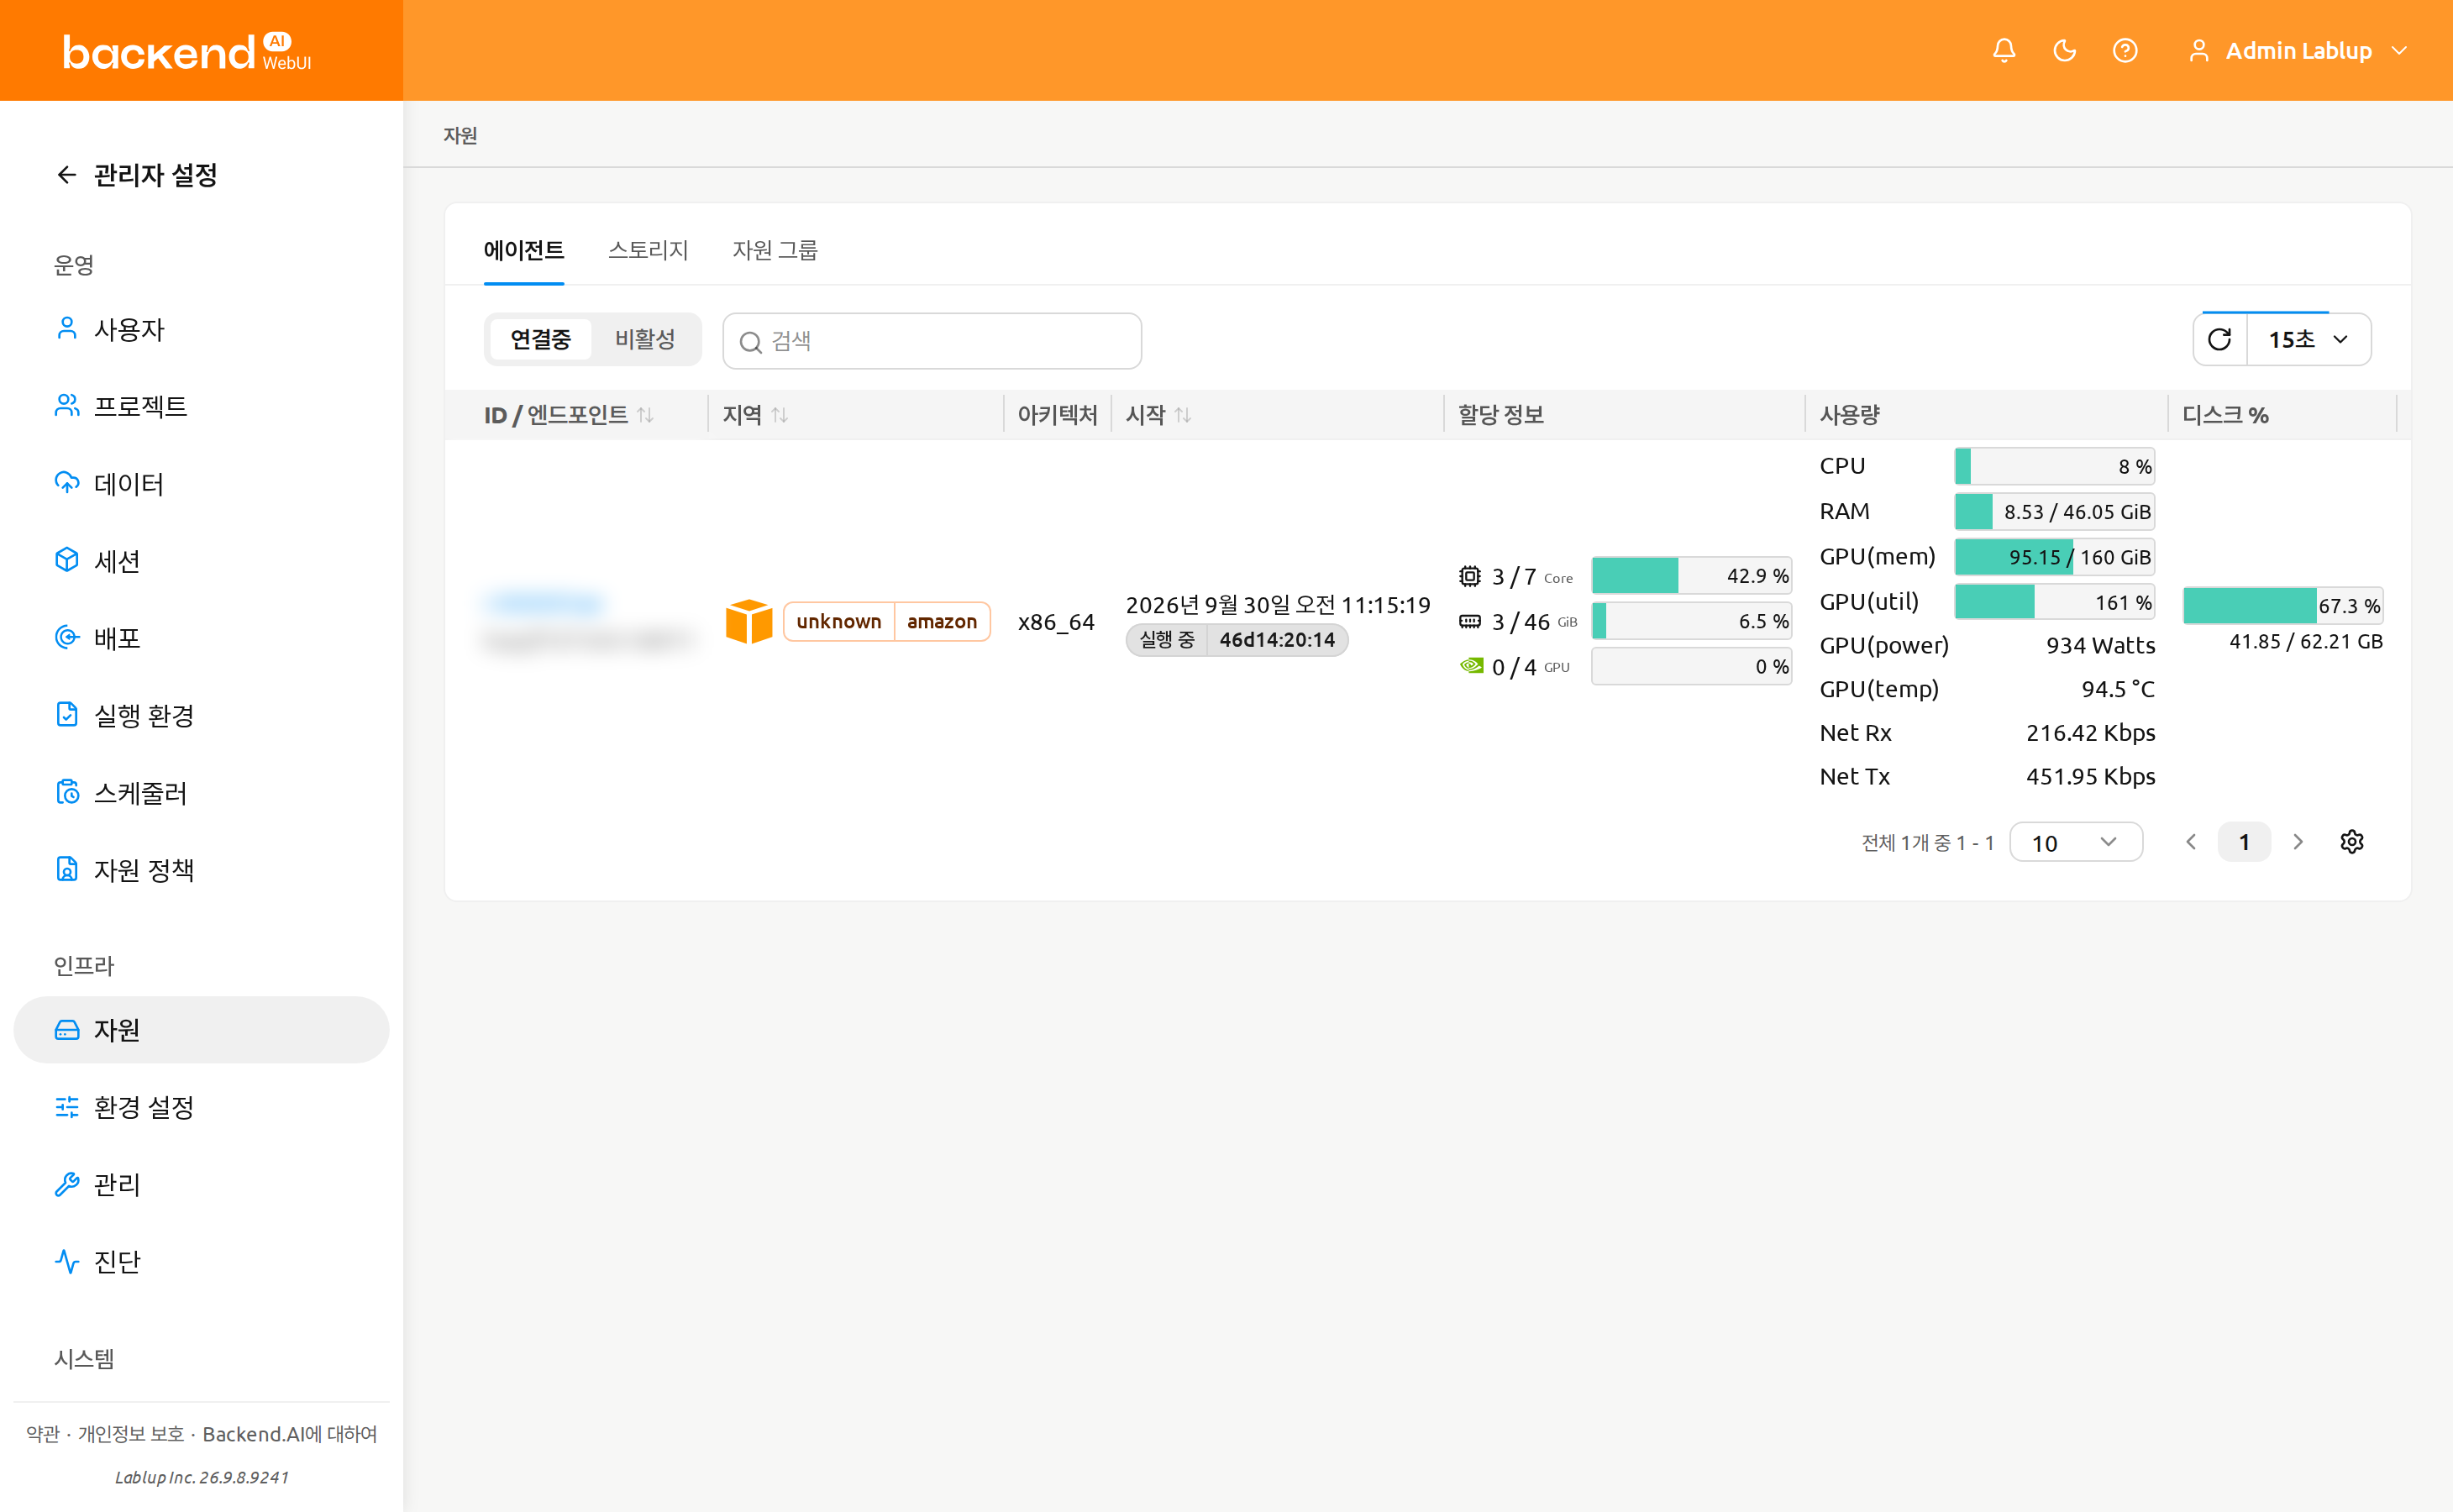 backend AI WebUI
Admin Lablup
관리자 설정
운영
사용자
프로젝트
데이터
세션
배포
실행 환경
스케줄러
자원 정책
인프라
자원
환경 설정
관리
진단
시스템
약관 · 개인정보 보호 · Backend.AI에 대하여
Lablup Inc. 26.9.8.9241
자원
에이전트 스토리지 자원 그룹
연결중 비활성 검색 15초
ID / 엔드포인트 지역 아키텍처 시작 할당 정보 사용량 디스크 %
unknown amazon
x86_64
2026년 9월 30일 오전 11:15:19
실행 중 46d14:20:14
3 / 7 Core 42.9 %
3 / 46 GiB 6.5 %
0 / 4 GPU 0 %
CPU 8 %
RAM 8.53 / 46.05 GiB
GPU(mem) 95.15 / 160 GiB
GPU(util) 161 %
GPU(power) 934 Watts
GPU(temp) 94.5 °C
Net Rx 216.42 Kbps
Net Tx 451.95 Kbps
67.3 %
41.85 / 62.21 GB
전체 1개 중 1 - 1 10 1